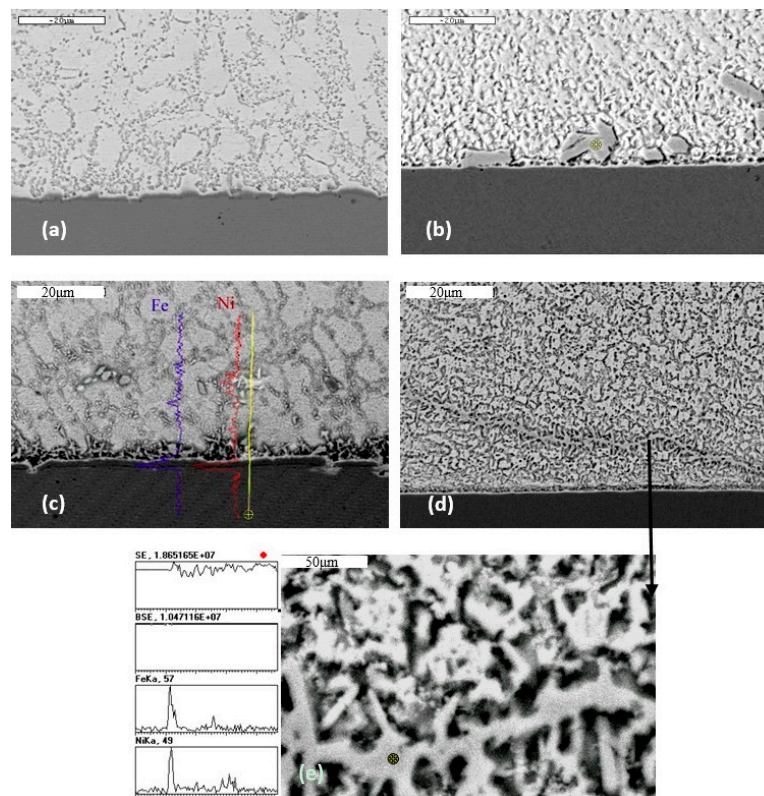 -20µm
-20µm
(a)
(b)
20µm
Fe
Ni
20µm
(c)
(d)
SE, 1.865165E+07
BSE, 1.047116E+07
FeKa, 57
NiKa, 49
50µm
(e)